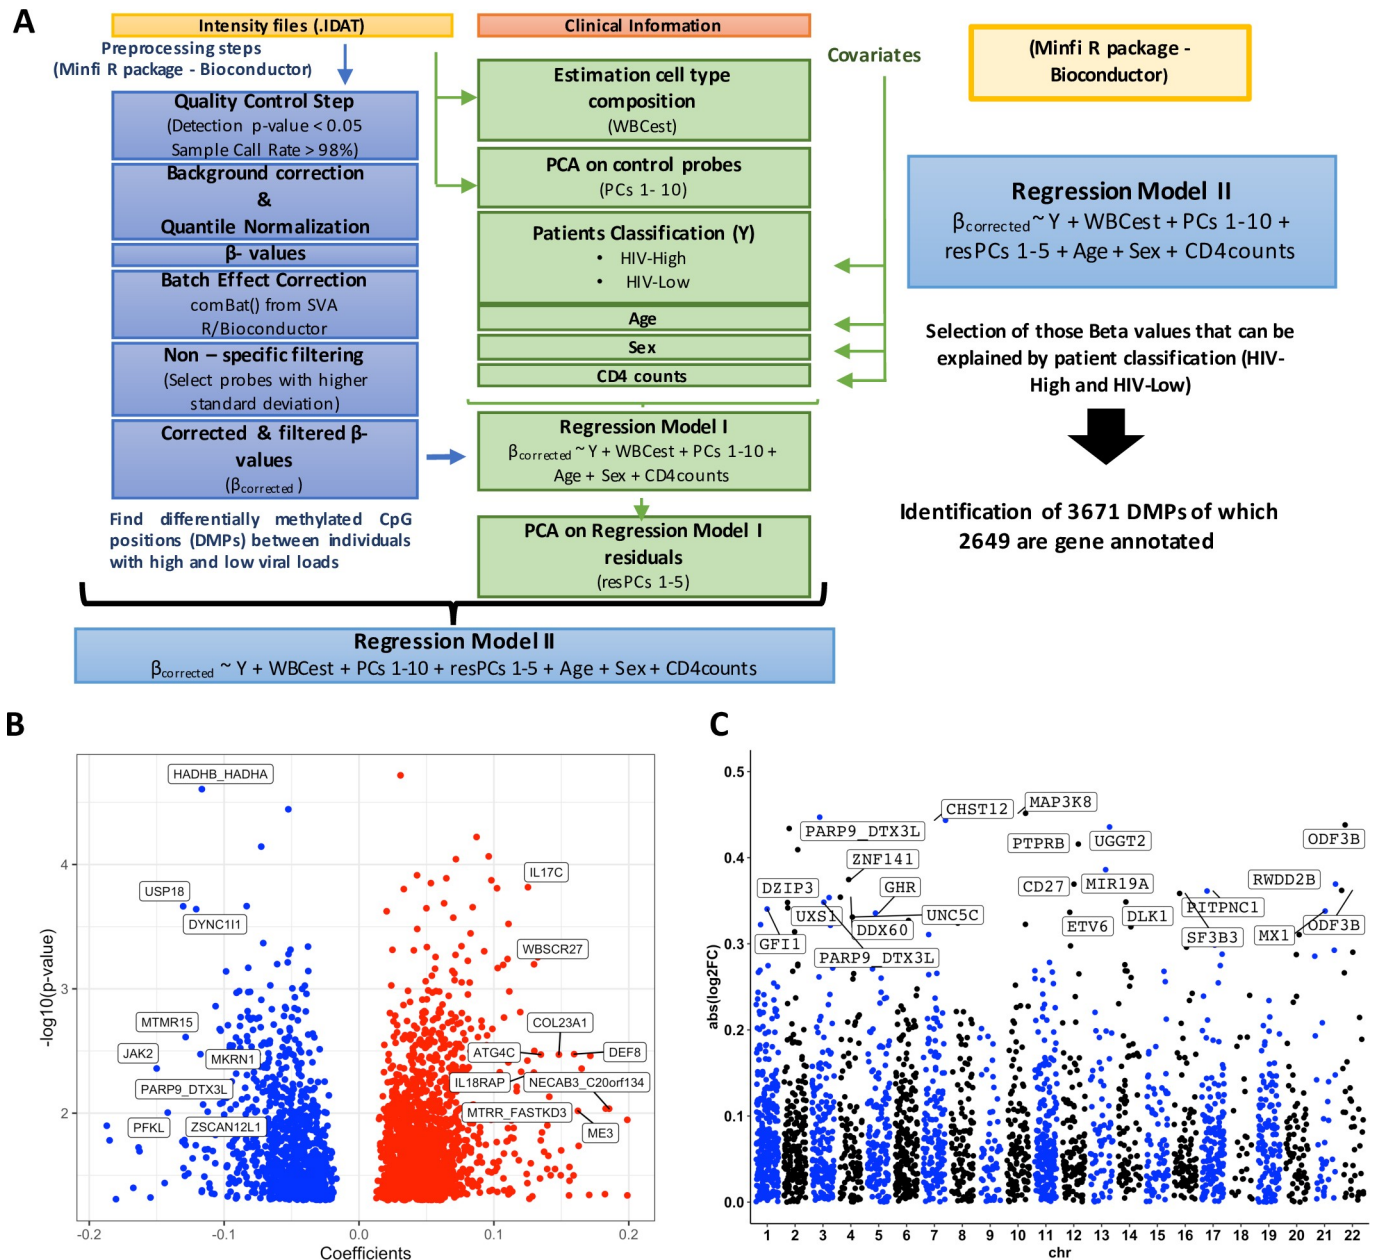 A
Intensity files (.IDAT)
Preprocessing steps
(Minfi R package - Bioconductor)
Quality Control Step
(Detection p-value < 0.05
Sample Call Rate > 98%)
Background correction
&
Quantile Normalization
β- values
Batch Effect Correction
comBat() from SVA
R/Bioconductor
Non – specific filtering
(Select probes with higher
standard deviation)
Corrected & filtered β-
values
(βcorrected )
Find differentially methylated CpG
positions (DMPs) between individuals
with high and low viral loads
Clinical Information
Estimation cell type
composition
(WBCest)
PCA on control probes
(PCs 1- 10)
Patients Classification (Y)
• HIV-High
• HIV-Low
Age
Sex
CD4 counts
Regression Model I
βcorrected ~ Y + WBCest + PCs 1-10 +
Age + Sex + CD4counts
PCA on Regression Model I
residuals
(resPCs 1-5)
Covariates
Regression Model II
βcorrected ~ Y + WBCest + PCs 1-10 + resPCs 1-5 + Age + Sex + CD4counts
(Minfi R package -
Bioconductor)
Regression Model II
βcorrected ~ Y + WBCest + PCs 1-10 +
resPCs 1-5 + Age + Sex + CD4counts
Selection of those Beta values that can be
explained by patient classification (HIV-
High and HIV-Low)
Identification of 3671 DMPs of which
2649 are gene annotated
B
-log10(p-value)
4
3
2
HADHB_HADHA
USP18
DYNC1I1
MTMR15
JAK2
MKRN1
PARP9_DTX3L
PFKL
ZSCAN12L1
IL17C
WBSCR27
COL23A1
ATG4C
DEF8
IL18RAP
NECAB3_C20orf134
MTRR_FASTKD3
ME3
-0.2
-0.1
0.0
0.1
0.2
Coefficients
C
abs(log2FC)
0.5
0.4
0.3
0.2
0.1
0.0
PARP9_DTX3L
CHST12
MAP3K8
PTPRB
UGGT2
ODF3B
ZNF141
DZIP3
GHR
CD27
MIR19A
RWDD2B
UXS1
DDX60
UNC5C
ETV6
DLK1
PITPNC1
SF3B3
MX1
ODF3B
GFI1
PARP9_DTX3L
1 2 3 4 5 6 7 8 9 10 11 12 13 14 15 16 17 18 19 20 21 22
chr